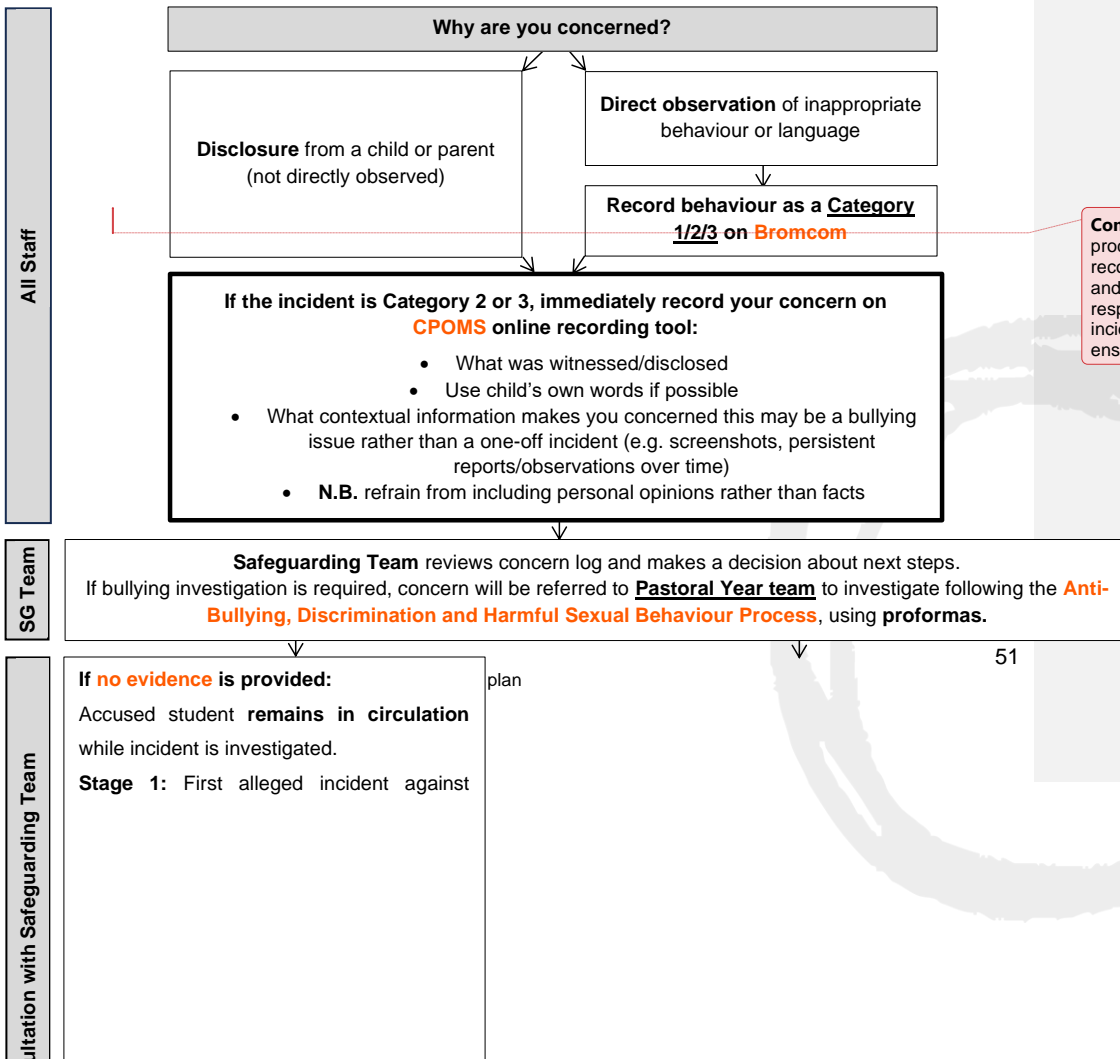 Why are you concerned?
Disclosure from a child or parent
(not directly observed)
Direct observation of inappropriate
behaviour or language
Record behaviour as a Category
1/2/3 on Bromcom
All Staff
If the incident is Category 2 or 3, immediately record your concern on
CPOMS online recording tool:
• What was witnessed/disclosed
• Use child's own words if possible
• What contextual information makes you concerned this may be a bullying
issue rather than a one-off incident (e.g. screenshots, persistent
reports/observations over time)
• N.B. refrain from including personal opinions rather than facts
SG Team
Safeguarding Team reviews concern log and makes a decision about next steps.
If bullying investigation is required, concern will be referred to Pastoral Year team to investigate following the Anti-
Bullying, Discrimination and Harmful Sexual Behaviour Process, using proformas.
51
If no evidence is provided:
plan
Accused student remains in circulation
while incident is investigated.
Stage 1: First alleged incident against
with Safeguarding Team